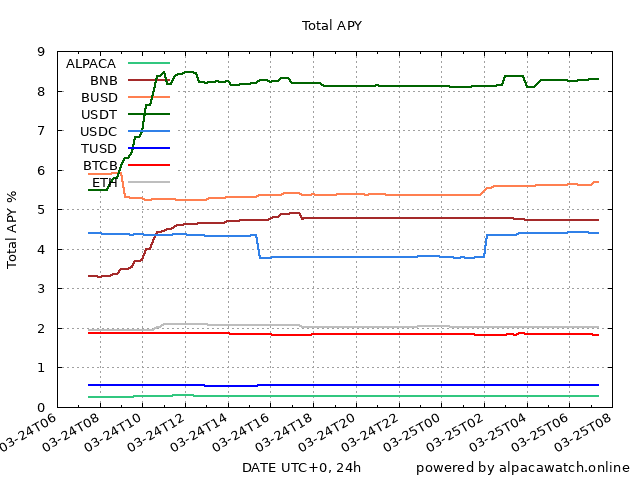 Total APY
Total APY %
9
8
7
6
5
4
3
2
1
0
ALPACA
BNB
BUSD
USDT
USDC
TUSD
BTCB
ETH
03-24T06
03-24T08
03-24T10
03-24T12
03-24T14
03-24T16
03-24T18
03-24T20
03-24T22
03-25T00
03-25T02
03-25T04
03-25T06
03-25T08
DATE UTC+0, 24h
powered by alpacawatch.online